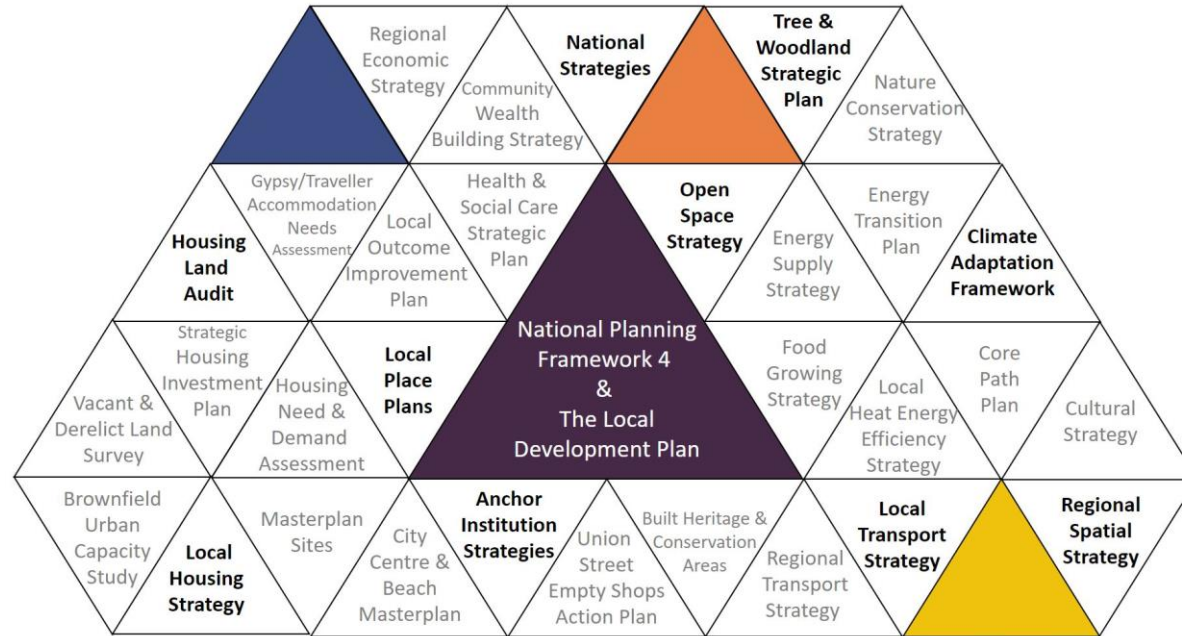 Regional
Economic
Strategy
Community
Wealth
Building Strategy
National
Strategies
Tree &
Woodland
Strategic
Plan
Nature
Conservation
Strategy
Housing
Land
Audit
Gypsy/Traveller
Accommodation
Needs
Assessment
Local
Outcome
Improvement
Plan
Health &
Social Care
Strategic
Plan
Open
Space
Strategy
Energy
Supply
Strategy
Energy
Transition
Plan
Climate
Adaptation
Framework
Vacant &
Derelict Land
Survey
Strategic
Housing
Investment
Plan
Housing
Need &
Demand
Assessment
Local
Place
Plans
National Planning
Framework 4
&
The Local
Development Plan
Food
Growing
Strategy
Local
Heat Energy
Efficiency
Strategy
Core
Path
Plan
Cultural
Strategy
Brownfield
Urban
Capacity
Study
Local
Housing
Strategy
Masterplan
Sites
City
Centre &
Beach
Masterplan
Anchor
Institution
Strategies
Union
Street
Empty Shops
Action Plan
Built Heritage &
Conservation
Areas
Regional
Transport
Strategy
Local
Transport
Strategy
Regional
Spatial
Strategy